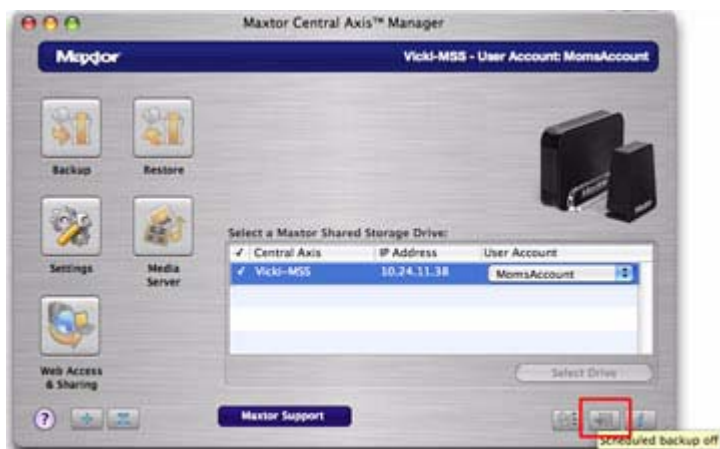 Maxtor Central Axis™ Manager
Maxtor
Vicki-MSS - User Account: MomsAccount
Backup
Restore
Select a Maxtor Shared Storage Drive:
✓ Central Axis IP Address User Account
✓ Vicki-MSS 10.24.11.38 MomsAccount
Settings
Media
Server
Web Access
& Sharing
Select Drive
?
Maxtor Support
Scheduled backup off